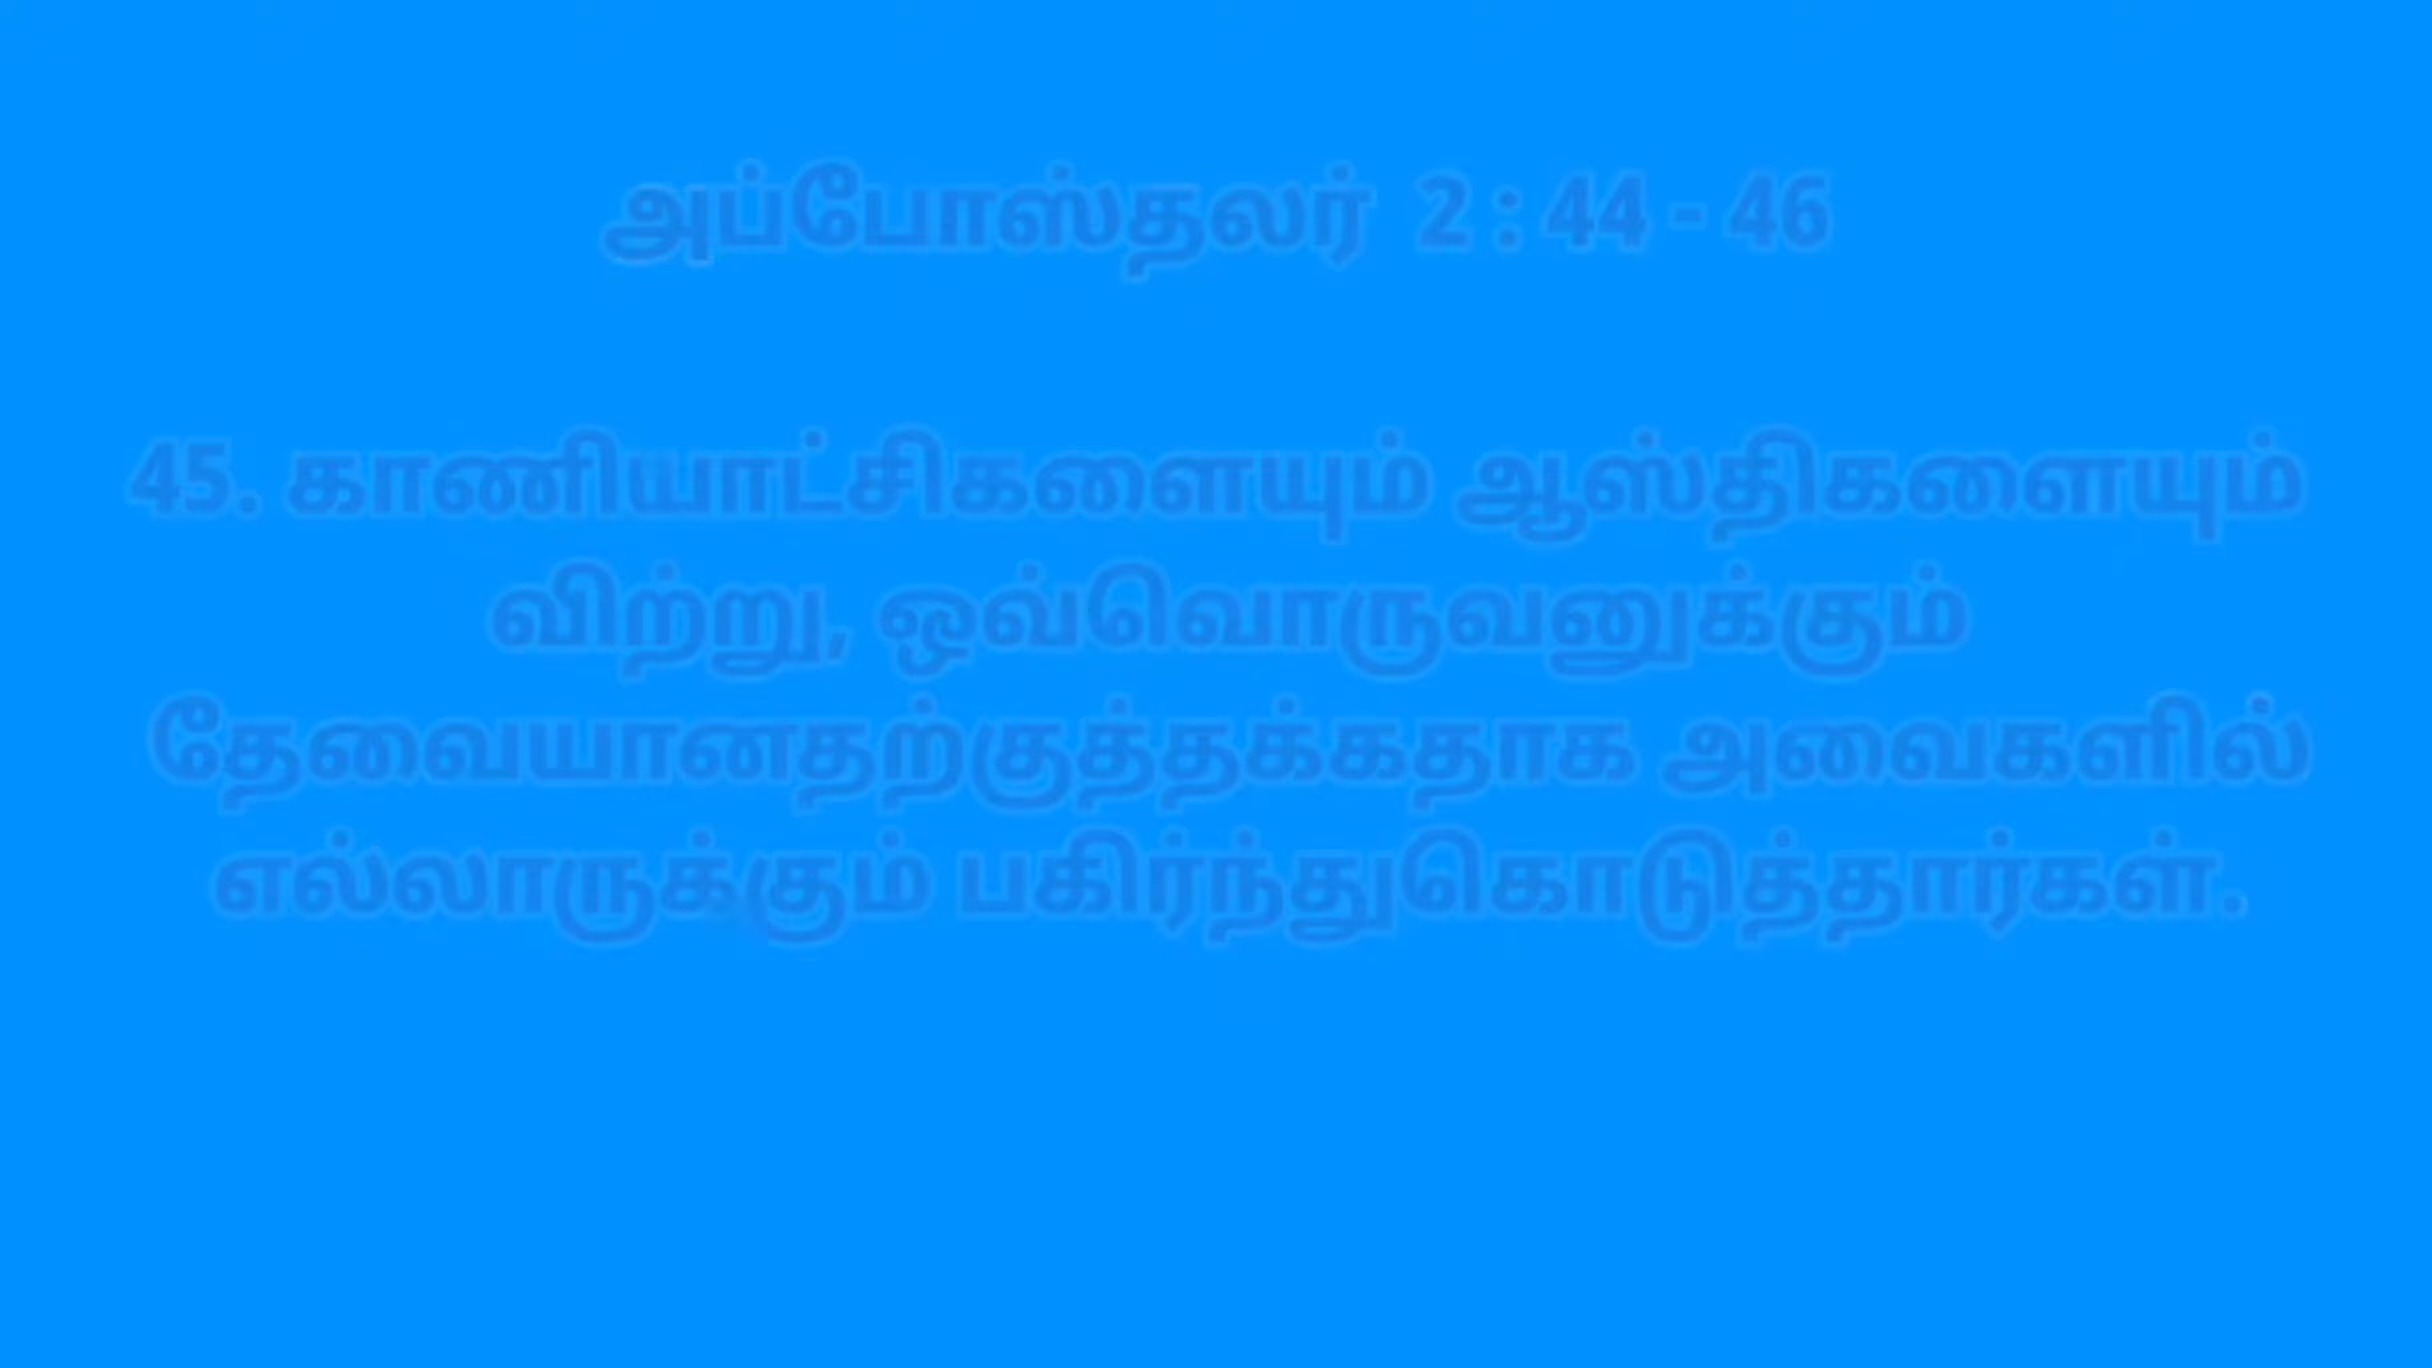 அப்போஸ்தலர் 2 : 44 - 46
45. காணியாட்சிகளையும் ஆஸ்திகளையும்
விற்று, ஒவ்வொருவனுக்கும்
தேவையானதற்குத்தக்கதாக அவைகளில்
எல்லாருக்கும் பகிர்ந்துகொடுத்தார்கள்.